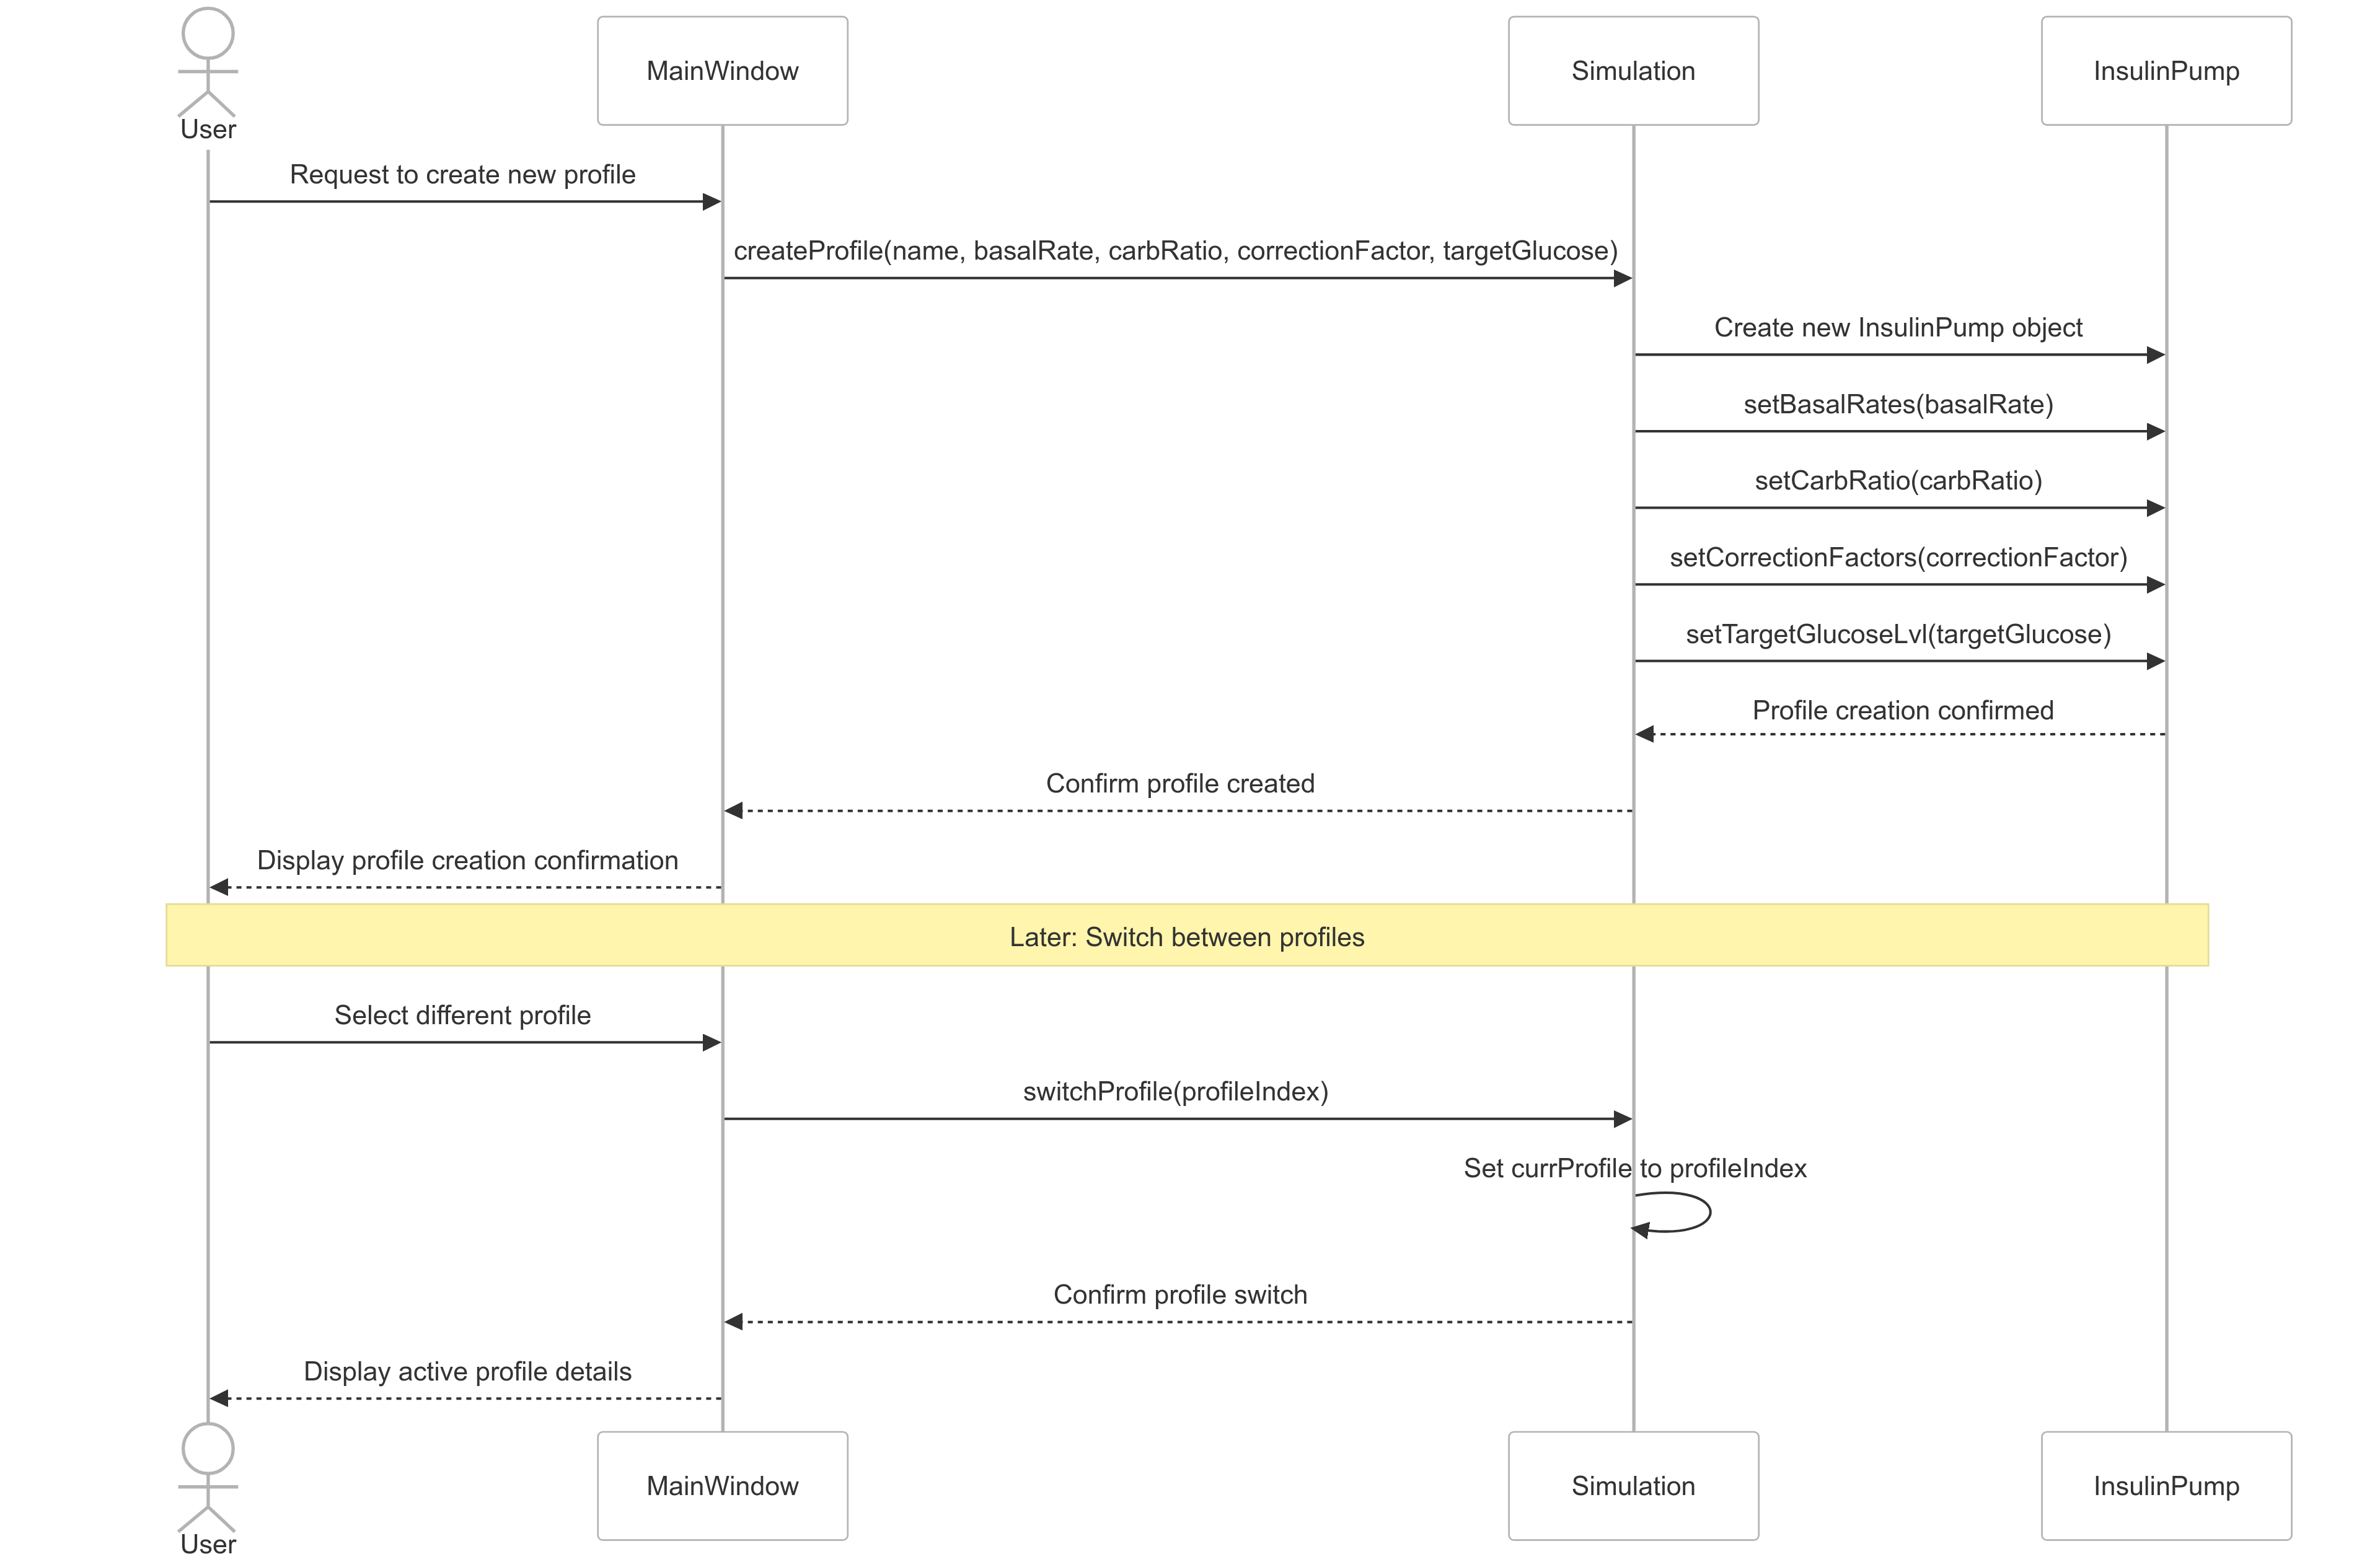 MainWindow
Simulation
InsulinPump
User
Request to create new profile
createProfile(name, basalRate, carbRatio, correctionFactor, targetGlucose)
Create new InsulinPump object
setBasalRates(basalRate)
setCarbRatio(carbRatio)
setCorrectionFactors(correctionFactor)
setTargetGlucoseLvl(targetGlucose)
Profile creation confirmed
Confirm profile created
Display profile creation confirmation
Later: Switch between profiles
Select different profile
switchProfile(profileIndex)
Set currProfile to profileIndex
Confirm profile switch
Display active profile details
MainWindow
Simulation
InsulinPump
User